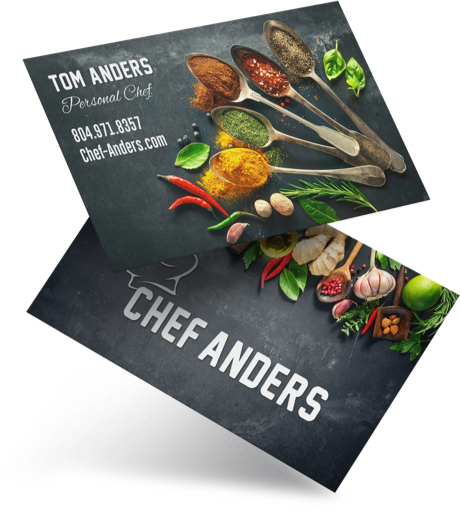 TOM ANDERS
Personal Chef
804.971.8357
Chef-Anders.com
CHEF ANDERS